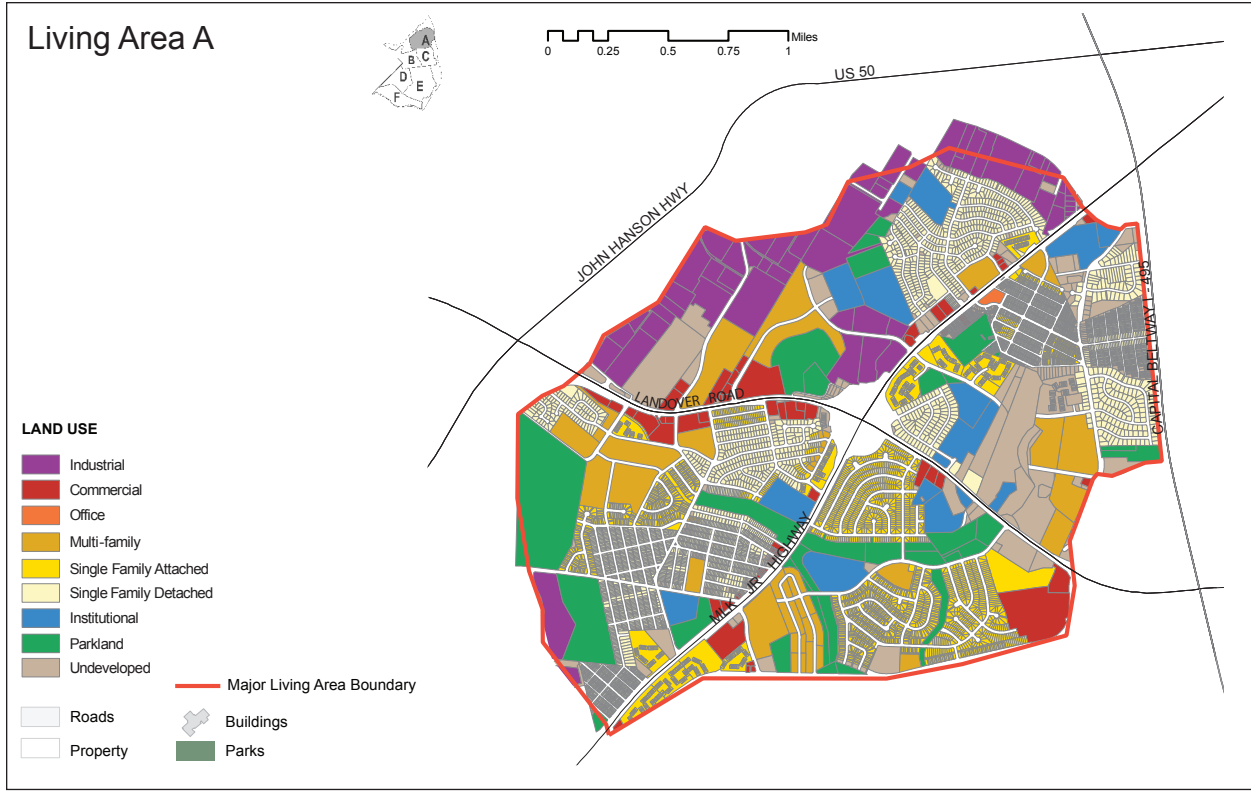 Living Area A
A
B C
D
E
F
Miles
0 0.25 0.5 0.75 1
US 50
JOHN HANSON HWY
CAPITAL BELTWAY I - 495
LANDOVER ROAD
MLK JR. HIGHWAY
LAND USE
Industrial
Commercial
Office
Multi-family
Single Family Attached
Single Family Detached
Institutional
Parkland
Undeveloped
Major Living Area Boundary
Roads
Buildings
Property
Parks